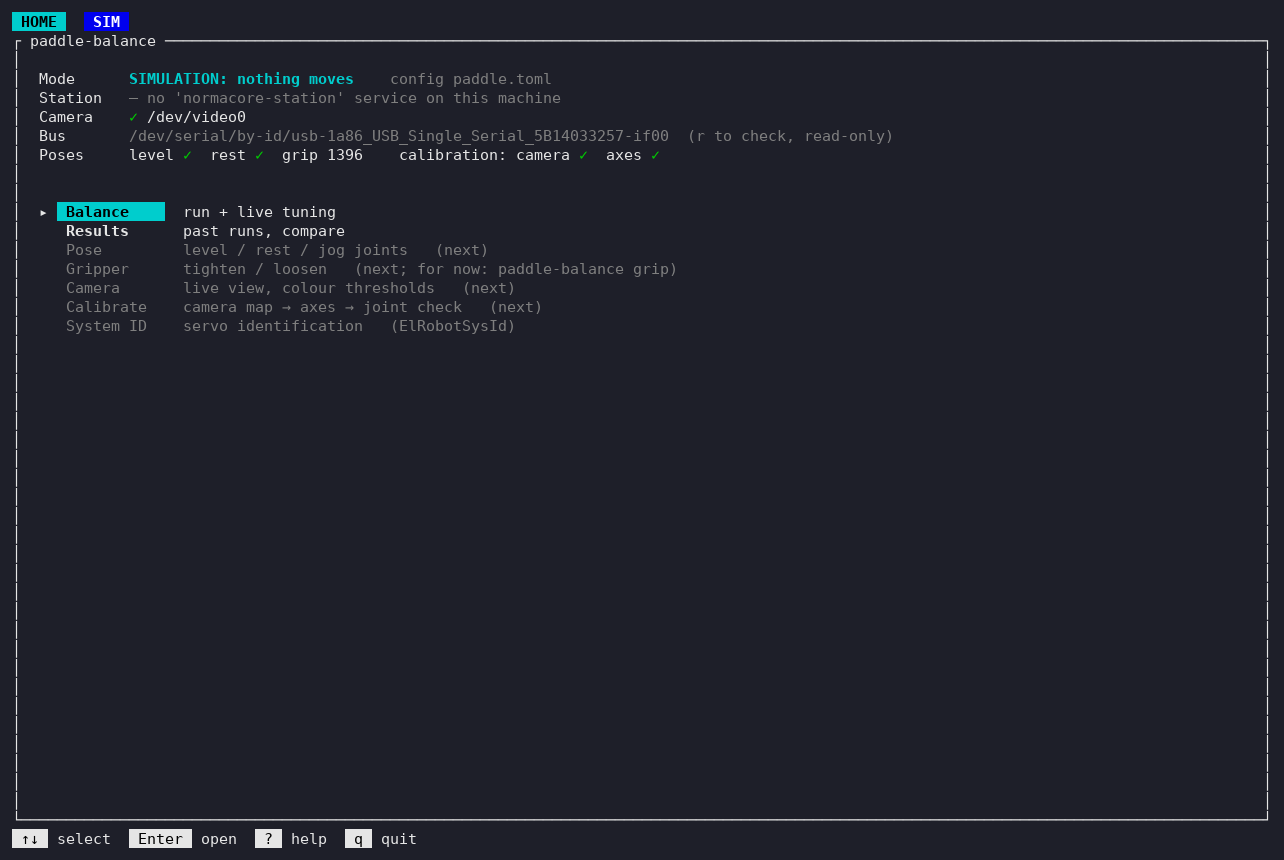 HOME SIM
paddle-balance
Mode SIMULATION: nothing moves config paddle.toml
Station — no 'normacore-station' service on this machine
Camera ✓ /dev/video0
Bus /dev/serial/by-id/usb-1a86_USB_Single_Serial_5B14033257-if00 (r to check, read-only)
Poses level ✓ rest ✓ grip 1396 calibration: camera ✓ axes ✓
▸ Balance run + live tuning
Results past runs, compare
Pose level / rest / jog joints (next)
Gripper tighten / loosen (next; for now: paddle-balance grip)
Camera live view, colour thresholds (next)
Calibrate camera map → axes → joint check (next)
System ID servo identification (ElRobotSysId)
↑↓ select Enter open ? help q quit